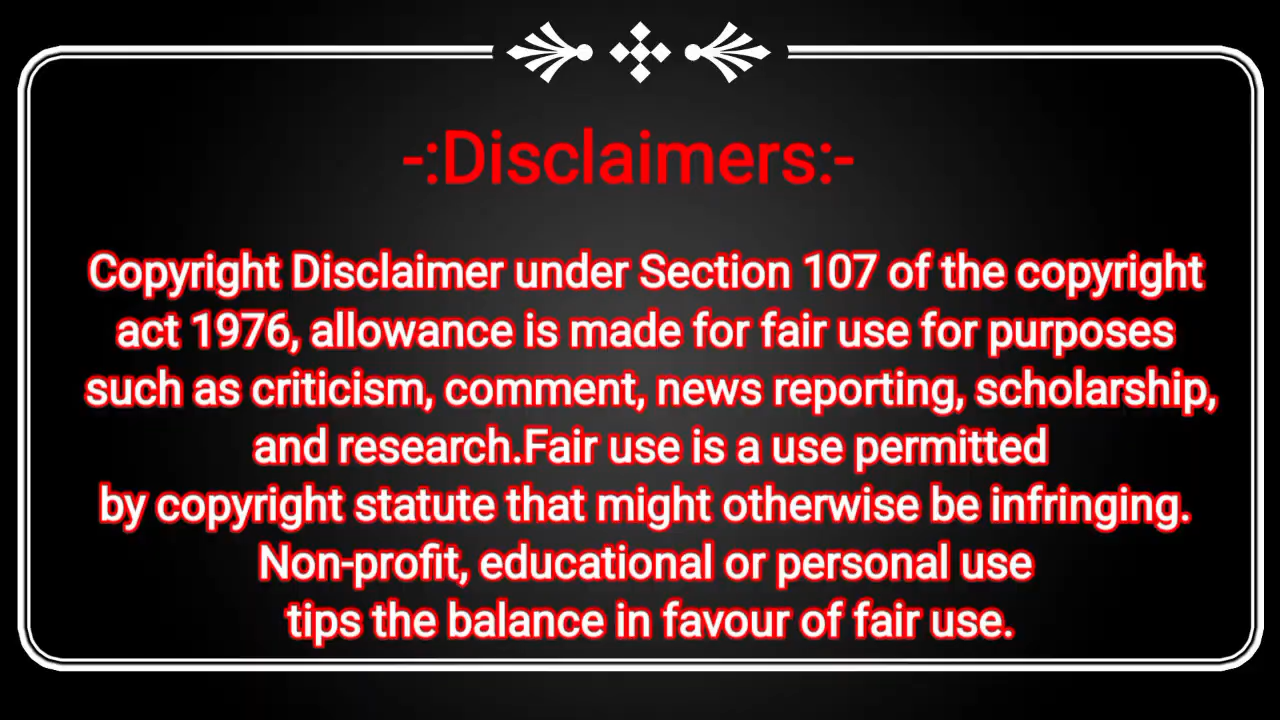 -:Disclaimers:-
Copyright Disclaimer under Section 107 of the copyright
act 1976, allowance is made for fair use for purposes
such as criticism, comment, news reporting, scholarship,
and research.Fair use is a use permitted
by copyright statute that might otherwise be infringing.
Non-profit, educational or personal use
tips the balance in favour of fair use.